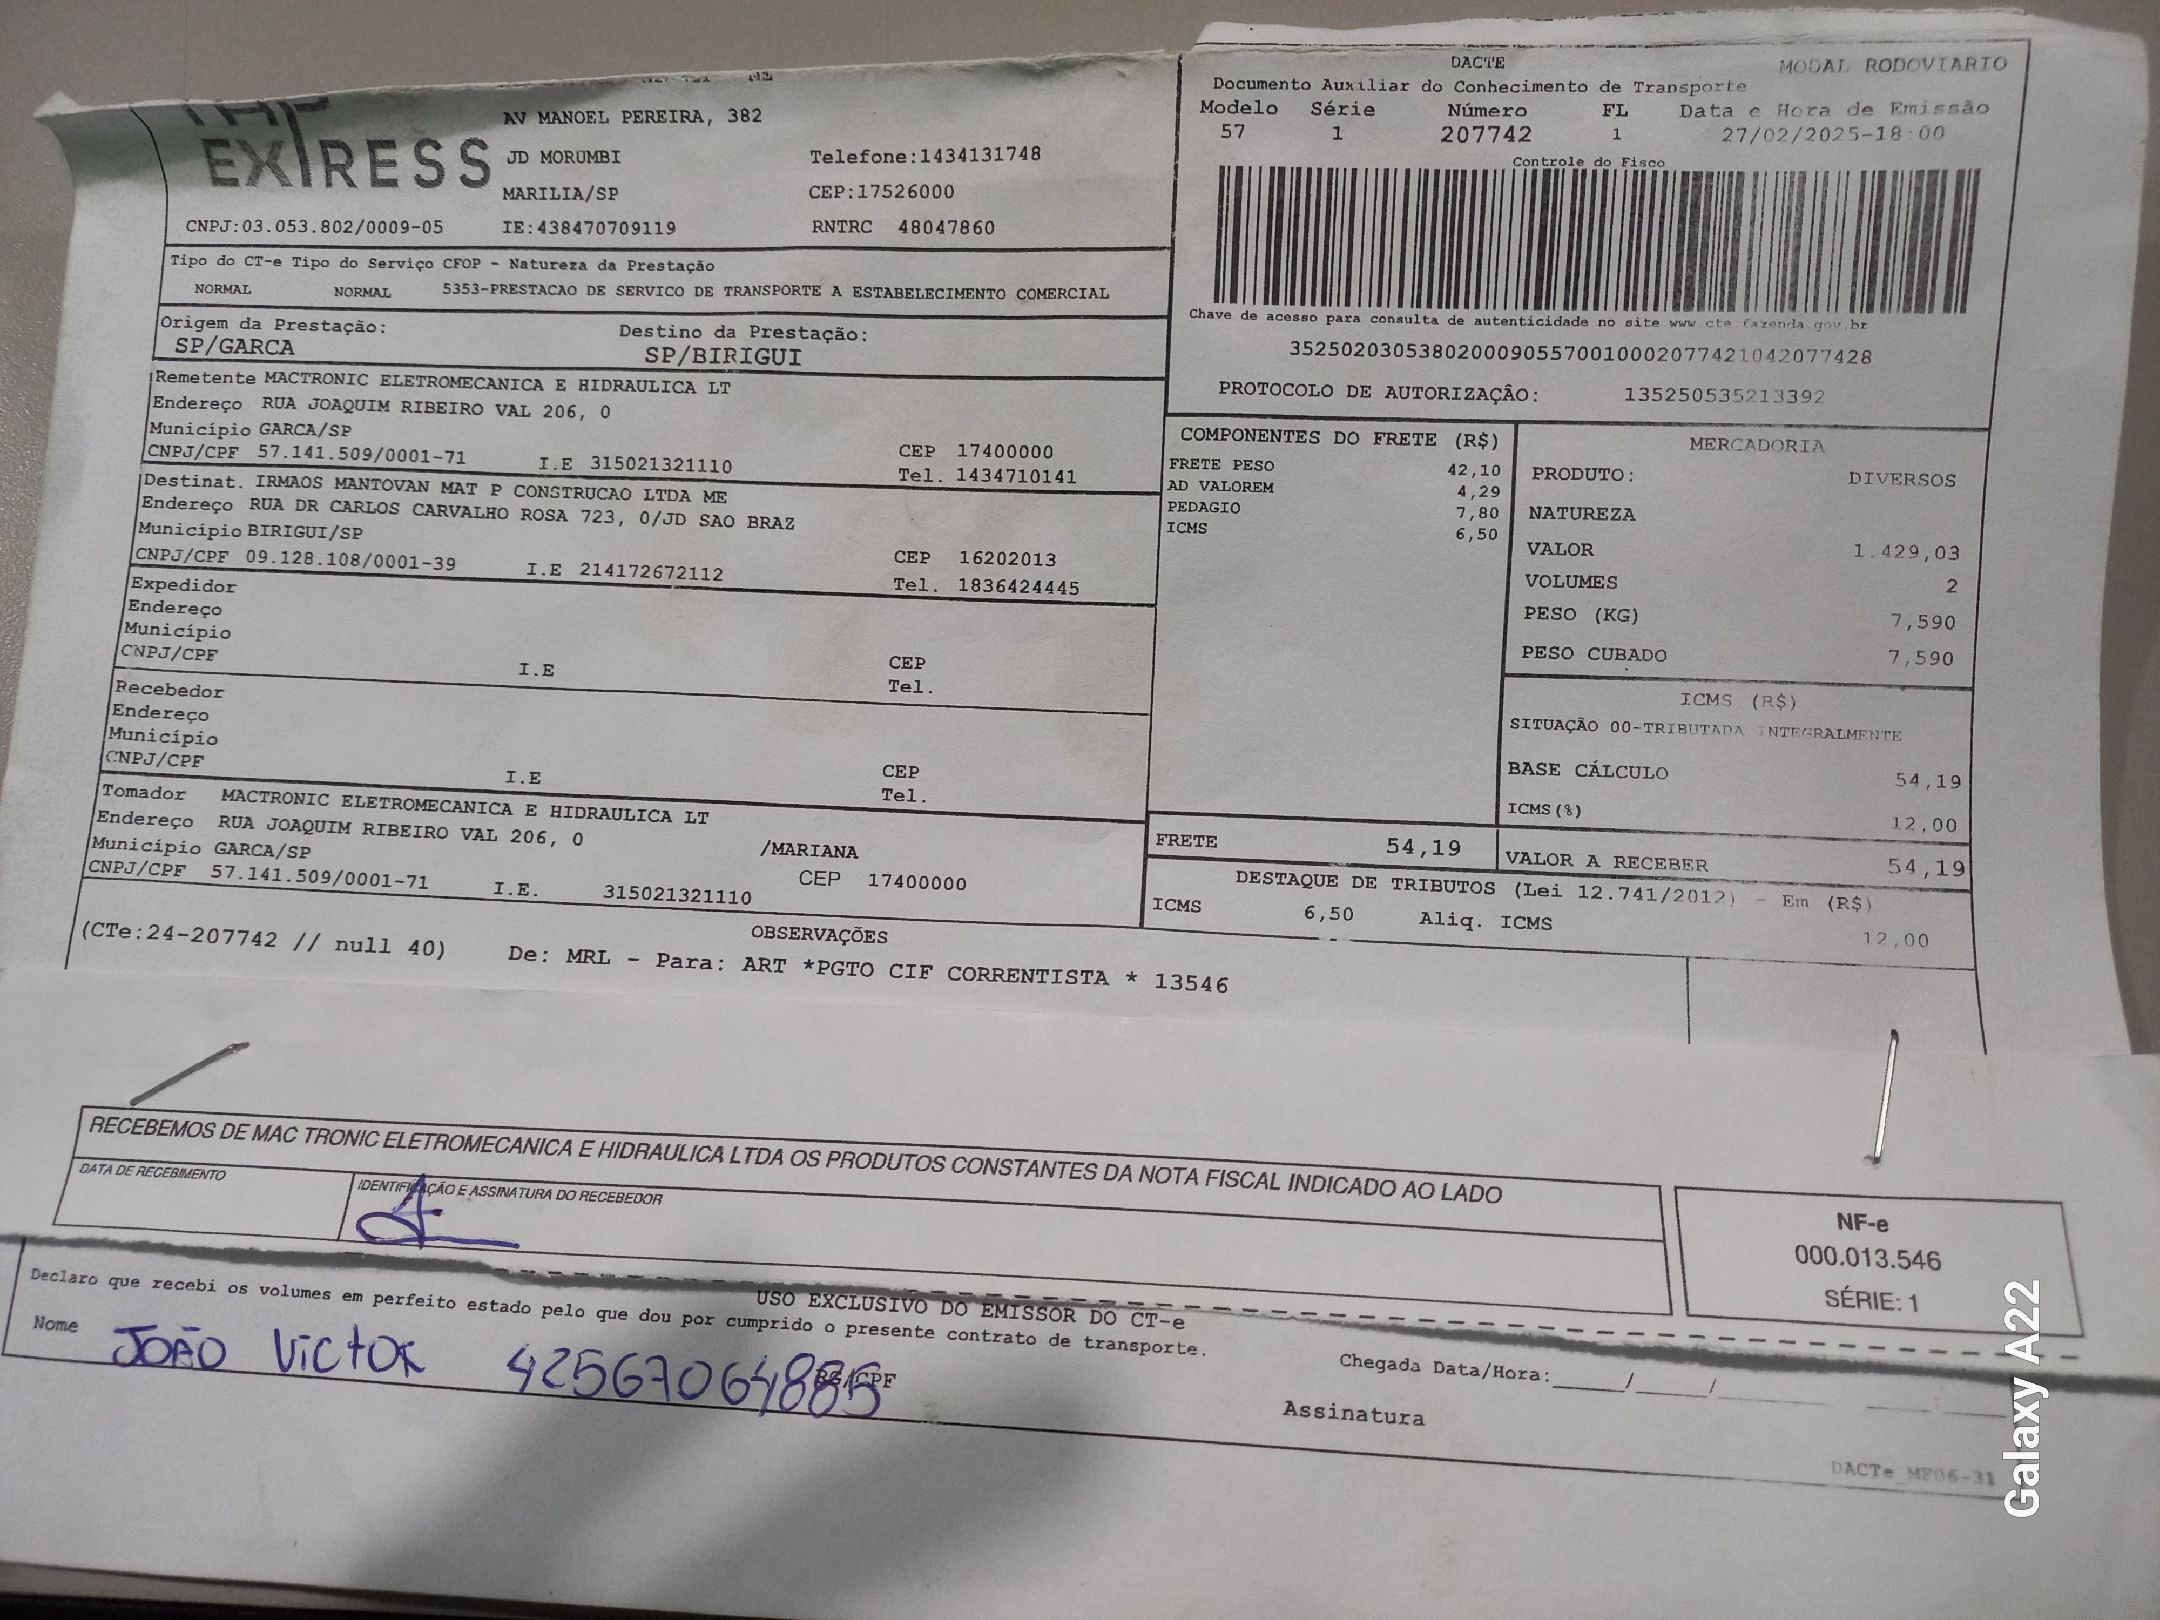 EXPRESS
AV MANOEL PEREIRA, 382
JD MORUMBI Telefone:1434131748
MARILIA/SP CEP:17526000
CNPJ:03.053.802/0009-05 IE:438470709119 RNTRC 48047860
Tipo do CT-e Tipo do Serviço CFOP - Natureza da Prestação
NORMAL NORMAL 5353-PRESTACAO DE SERVICO DE TRANSPORTE A ESTABELECIMENTO COMERCIAL
Origem da Prestação: Destino da Prestação:
SP/GARCA SP/BIRIGUI
Remetente MACTRONIC ELETROMECANICA E HIDRAULICA LT
Endereço RUA JOAQUIM RIBEIRO VAL 206, 0
Município GARCA/SP CEP 17400000
CNPJ/CPF 57.141.509/0001-71 I.E 315021321110 Tel. 1434710141
Destinat. IRMAOS MANTOVAN MAT P CONSTRUCAO LTDA ME
Endereço RUA DR CARLOS CARVALHO ROSA 723, 0/JD SAO BRAZ
Município BIRIGUI/SP CEP 16202013
CNPJ/CPF 09.128.108/0001-39 I.E 214172672112 Tel. 1836424445
Expedidor
Endereço
Município CEP
CNPJ/CPF I.E Tel.
Recebedor
Endereço
Município CEP
CNPJ/CPF I.E Tel.
Tomador MACTRONIC ELETROMECANICA E HIDRAULICA LT
Endereço RUA JOAQUIM RIBEIRO VAL 206, 0 /MARIANA
Município GARCA/SP CEP 17400000
CNPJ/CPF 57.141.509/0001-71 I.E. 315021321110
DACTE MODAL RODOVIARIO
Documento Auxiliar do Conhecimento de Transporte
Modelo Série Número FL Data e Hora de Emissão
57 1 207742 1 27/02/2025-18:00
Controle do Fisco
Chave de acesso para consulta de autenticidade no site www.cte.fazenda.gov.br
35250203053802000905570010002077421042077428
PROTOCOLO DE AUTORIZAÇÂO: 135250535213392
COMPONENTES DO FRETE (R$)
FRETE PESO 42,10
AD VALOREM 4,29
PEDAGIO 7,80
ICMS 6,50
MERCADORIA
PRODUTO: DIVERSOS
NATUREZA
VALOR 1.429,03
VOLUMES 2
PESO (KG) 7,590
PESO CUBADO 7,590
ICMS (R$)
SITUAÇÃO 00-TRIBUTADA INTEGRALMENTE
BASE CÁLCULO 54,19
ICMS(%) 12,00
FRETE 54,19 VALOR A RECEBER 54,19
DESTAQUE DE TRIBUTOS (Lei 12.741/2012) - Em (R$)
ICMS 6,50 Aliq. ICMS 12,00
OBSERVAÇÕES
(CTe:24-207742 // null 40) De: MRL - Para: ART *PGTO CIF CORRENTISTA * 13546
RECEBEMOS DE MAC TRONIC ELETROMECANICA E HIDRAULICA LTDA OS PRODUTOS CONSTANTES DA NOTA FISCAL INDICADO AO LADO
DATA DE RECEBIMENTO IDENTIFICAÇÃO E ASSINATURA DO RECEBEDOR
NF-e
000.013.546
SÉRIE: 1
USO EXCLUSIVO DO EMISSOR DO CT-e
Declaro que recebi os volumes em perfeito estado pelo que dou por cumprido o presente contrato de transporte.
Nome JOÃO VICTOR 42567064885 RG/CPF
Chegada Data/Hora:_____/_____/
Assinatura
DACTe_MF06-31
Galaxy A22